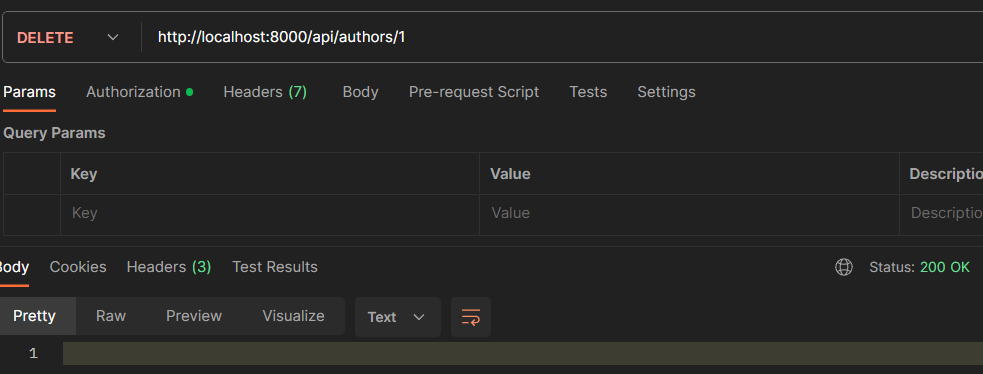 DELETE http://localhost:8000/api/authors/1
Params Authorization Headers (7) Body Pre-request Script Tests Settings
Query Params
Key Value Descriptio
Key Value Descriptio
Body Cookies Headers (3) Test Results Status: 200 OK
Pretty Raw Preview Visualize Text
1